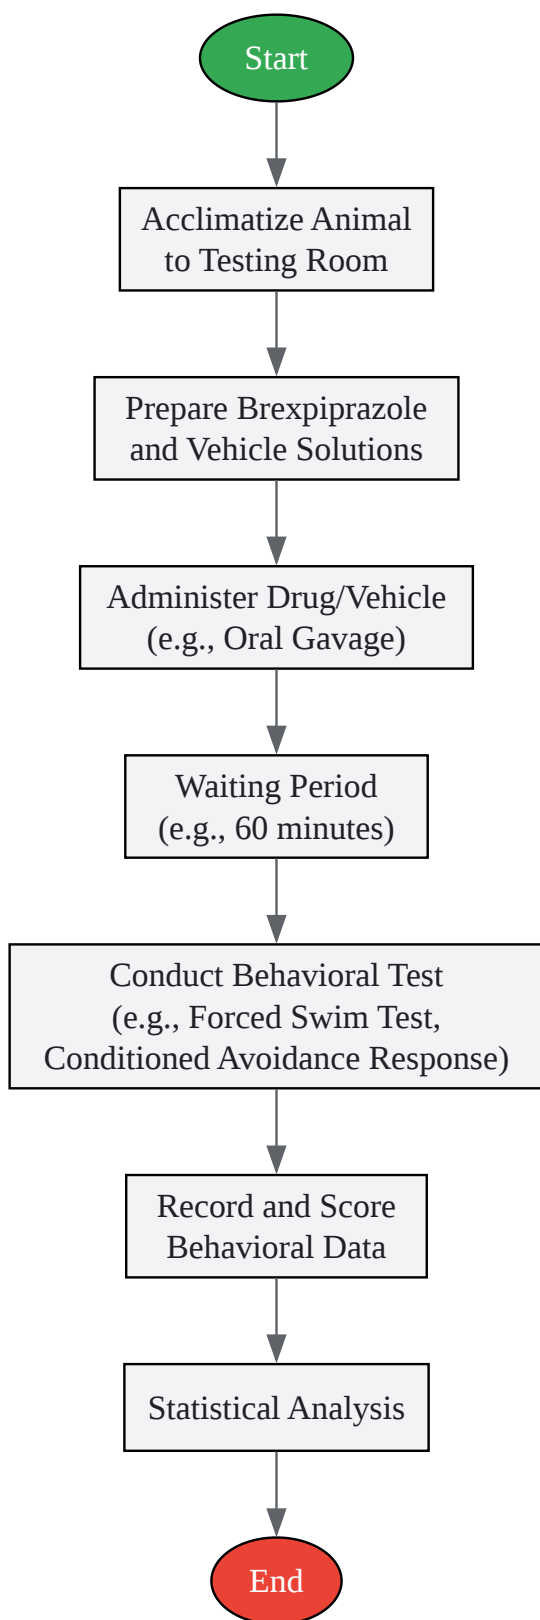 Start
Acclimatize Animal
to Testing Room
Prepare Brexpiprazole
and Vehicle Solutions
Administer Drug/Vehicle
(e.g., Oral Gavage)
Waiting Period
(e.g., 60 minutes)
Conduct Behavioral Test
(e.g., Forced Swim Test,
Conditioned Avoidance Response)
Record and Score
Behavioral Data
Statistical Analysis
End